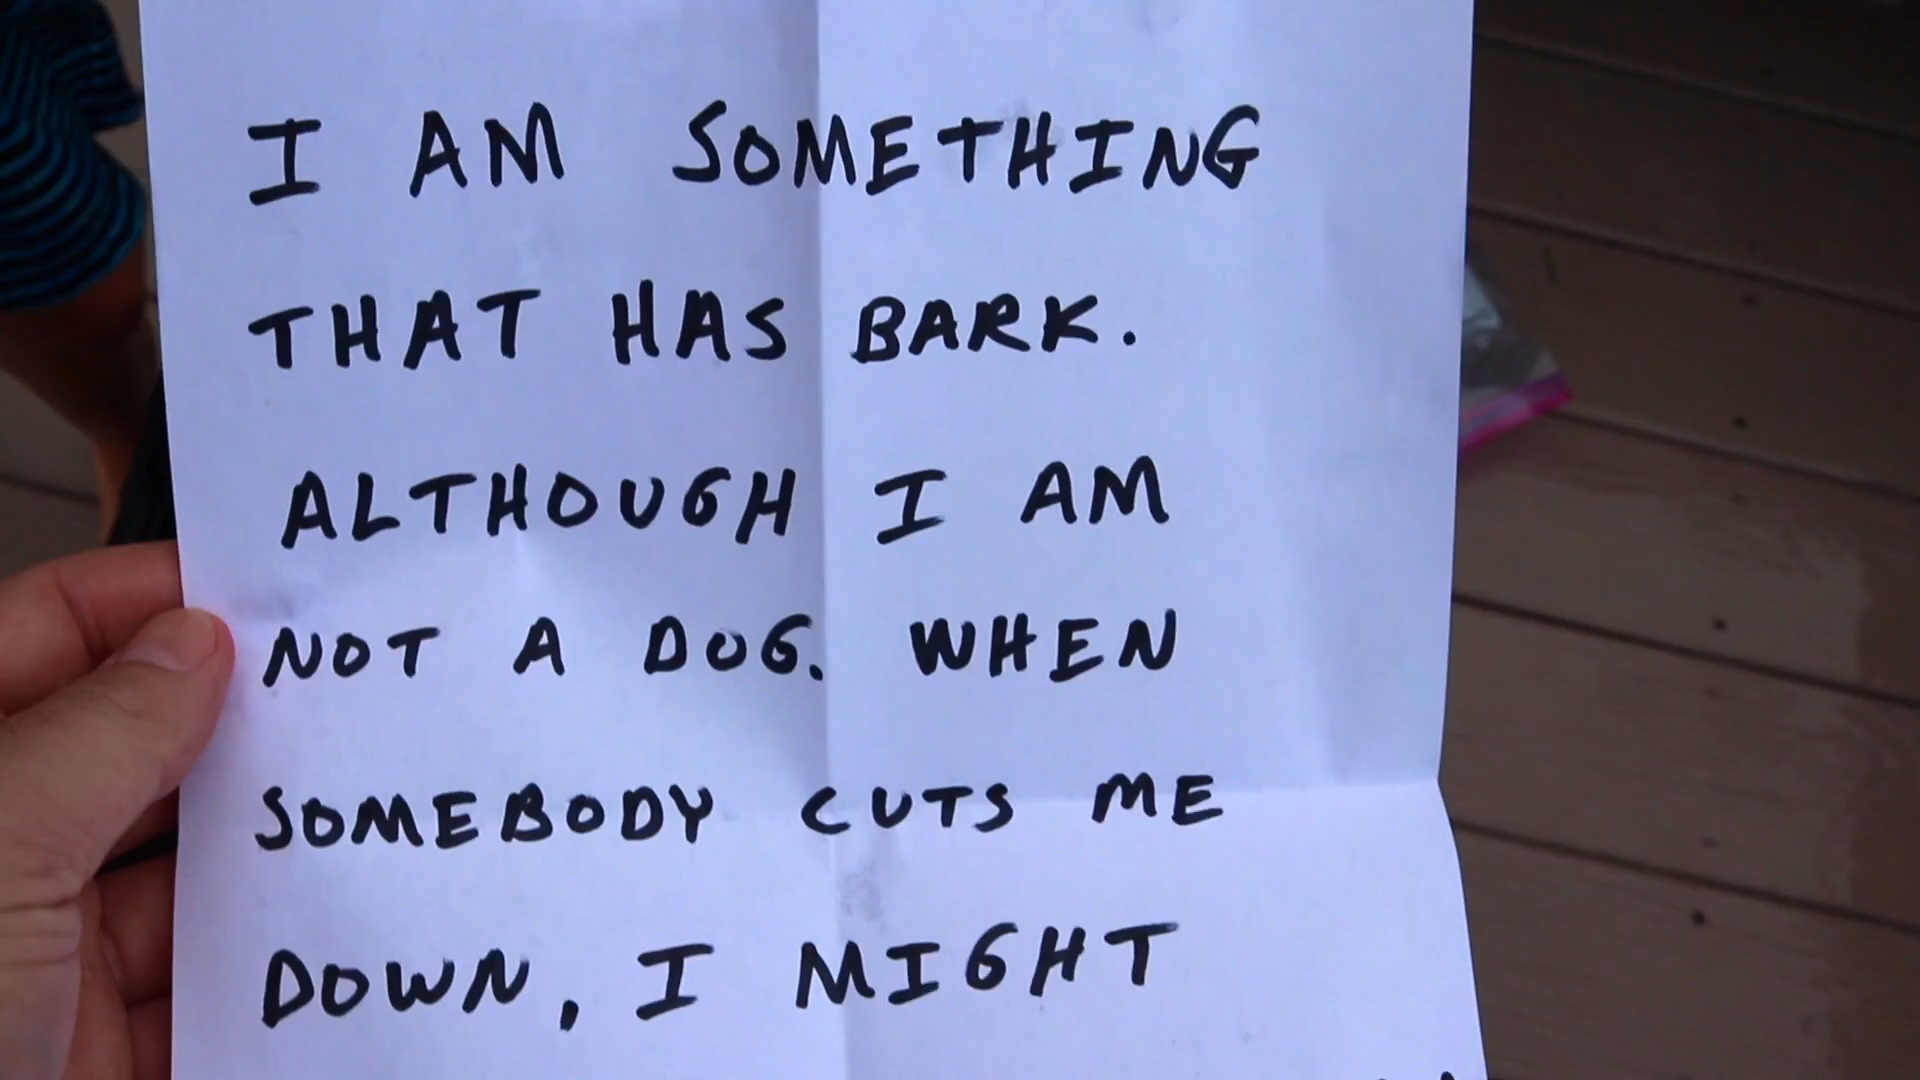 I AM SOMETHING
THAT HAS BARK.
ALTHOUGH I AM
NOT A DOG. WHEN
SOMEBODY CUTS ME
DOWN, I MIGHT